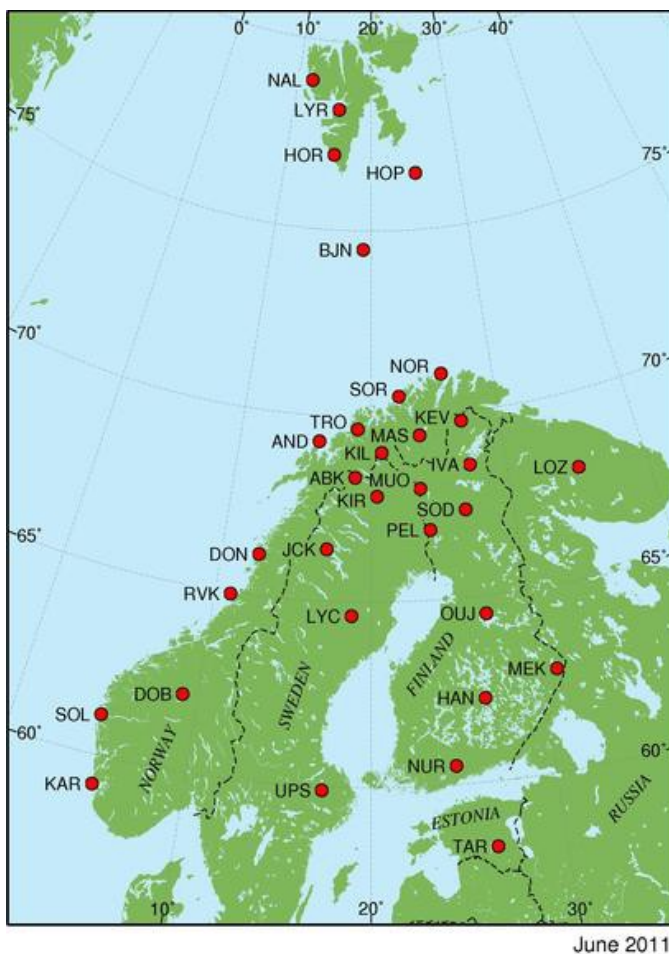 0° 10° 20° 30° 40°
NAL
LYR
75°
75°
HOR
HOP
BJN
70°
70°
NOR
SOR
KEV
TRO
MAS
AND
KIL
IVA
LOZ
ABK
MUO
KIR
SOD
PEL
65°
65°
DON
JCK
RVK
LYC
OUJ
FINLAND
MEK
SWEDEN
DOB
HAN
SOL
NORWAY
60°
60°
NUR
KAR
UPS
RUSSIA
ESTONIA
TAR
10° 20° 30°
June 2011